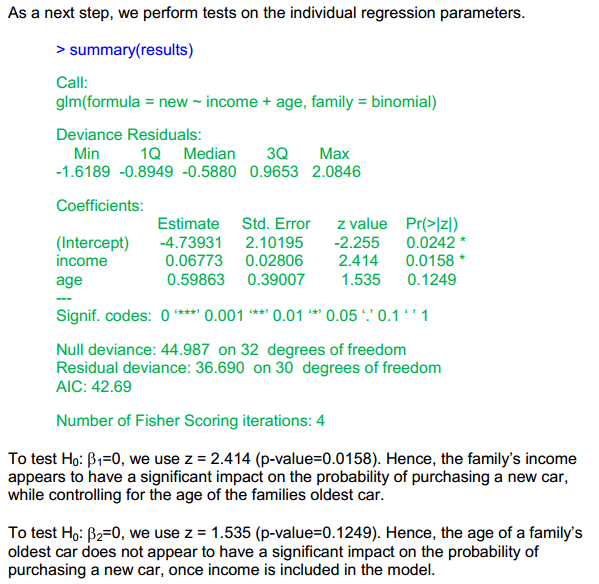 As a next step, we perform tests on the individual regression parameters.
> summary(results)
Call:
glm(formula = new ~ income + age, family = binomial)
Deviance Residuals:
Min 1Q Median 3Q Max
-1.6189 -0.8949 -0.5880 0.9653 2.0846
Coefficients:
Estimate Std. Error z value Pr(>|z|)
(Intercept) -4.73931 2.10195 -2.255 0.0242 *
income 0.06773 0.02806 2.414 0.0158 *
age 0.59863 0.39007 1.535 0.1249
---
Signif. codes: 0 ‘***’ 0.001 ‘**’ 0.01 ‘*’ 0.05 ‘.’ 0.1 ‘ ’ 1
Null deviance: 44.987 on 32 degrees of freedom
Residual deviance: 36.690 on 30 degrees of freedom
AIC: 42.69
Number of Fisher Scoring iterations: 4
To test H₀: β₁=0, we use z = 2.414 (p-value=0.0158). Hence, the family’s income
appears to have a significant impact on the probability of purchasing a new car,
while controlling for the age of the families oldest car.
To test H₀: β₂=0, we use z = 1.535 (p-value=0.1249). Hence, the age of a family’s
oldest car does not appear to have a significant impact on the probability of
purchasing a new car, once income is included in the model.